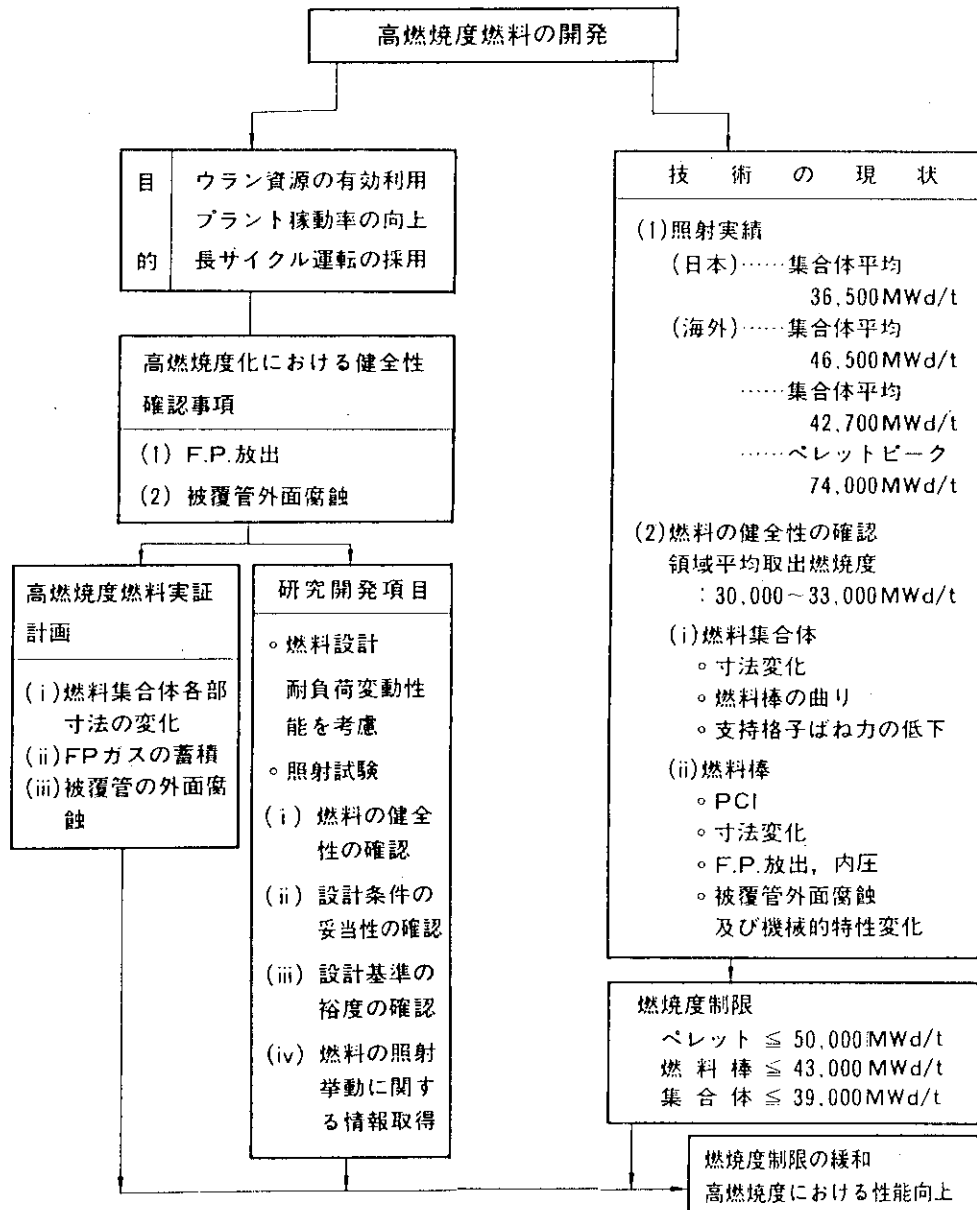 高燃焼度燃料の開発
目的
ウラン資源の有効利用
プラント稼動率の向上
長サイクル運転の採用
高燃焼度化における健全性
確認事項
(1) F.P.放出
(2) 被覆管外面腐蝕
高燃焼度燃料実証
計画
(i)燃料集合体各部
寸法の変化
(ii)FPガスの蓄積
(iii)被覆管の外面腐
蝕
研究開発項目
○燃料設計
耐負荷変動性
能を考慮
○照射試験
(i) 燃料の健全
性の確認
(ii) 設計条件の
妥当性の確認
(iii) 設計基準の
裕度の確認
(iv) 燃料の照射
挙動に関す
る情報取得
技術の現状
(1)照射実績
(日本)……集合体平均
36,500MWd/t
(海外)……集合体平均
46,500MWd/t
……集合体平均
42,700MWd/t
……ペレットピーク
74,000MWd/t
(2)燃料の健全性の確認
領域平均取出燃焼度
:30,000~33,000MWd/t
(i)燃料集合体
○寸法変化
○燃料棒の曲り
○支持格子ばね力の低下
(ii)燃料棒
○PCI
○寸法変化
○F.P.放出,内圧
○被覆管外面腐蝕
及び機械的特性変化
燃焼度制限
ペレット ≦ 50,000MWd/t
燃料棒 ≦ 43,000MWd/t
集合体 ≦ 39,000MWd/t
燃焼度制限の緩和
高燃焼度における性能向上